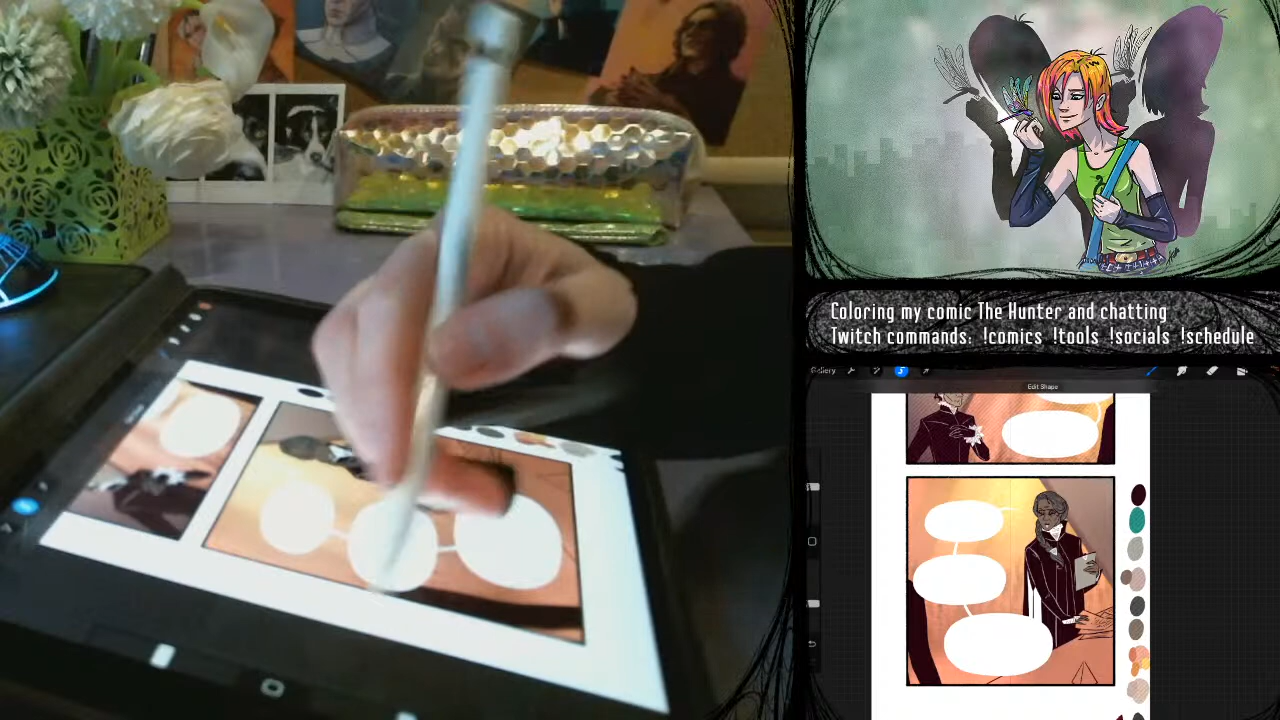 Coloring my comic The Hunter and chatting
Twitch commands: !comics !tools !socials !schedule
Gallery
Edit Shape